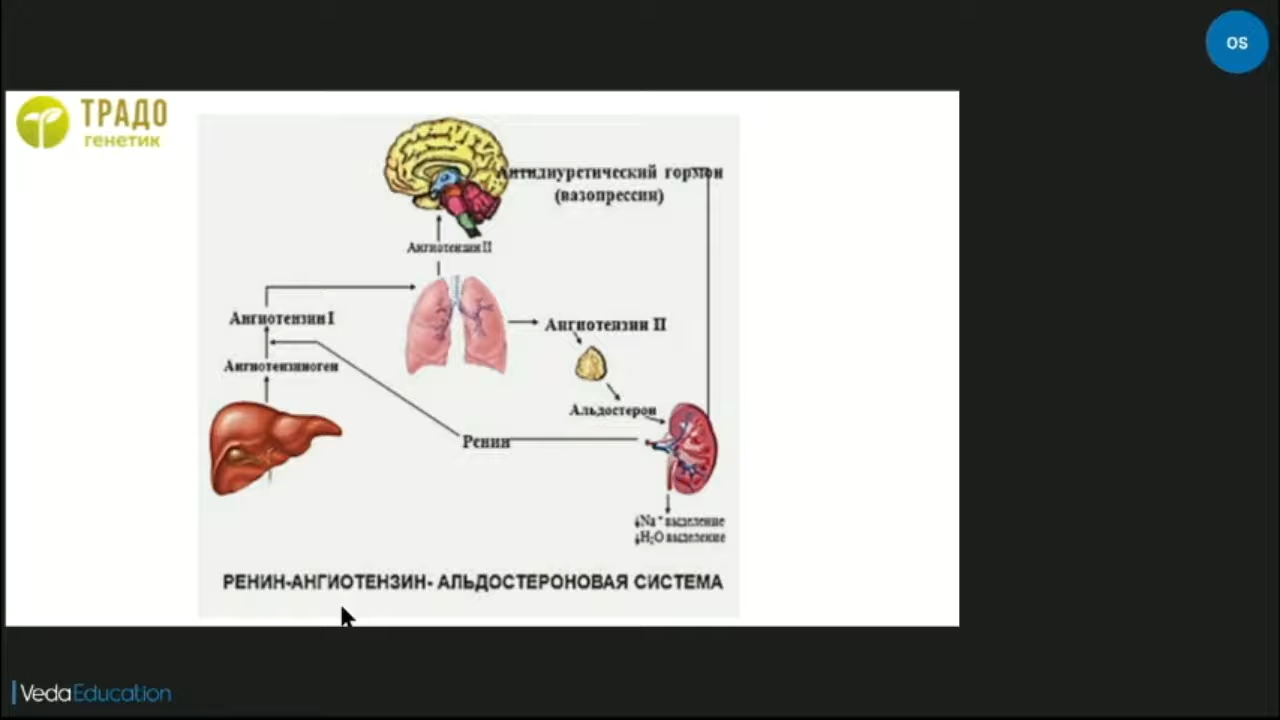 OS
ТРАДО
генетик
Антидиуретический гормон
(вазопрессин)
Ангиотензин II
Ангиотензин I
Ангиотензин II
Ангиотензиноген
Альдостерон
Ренин
↓Na⁺ выделение
↓H₂O выделение
РЕНИН-АНГИОТЕНЗИН- АЛЬДОСТЕРОНОВАЯ СИСТЕМА
VedaEducation